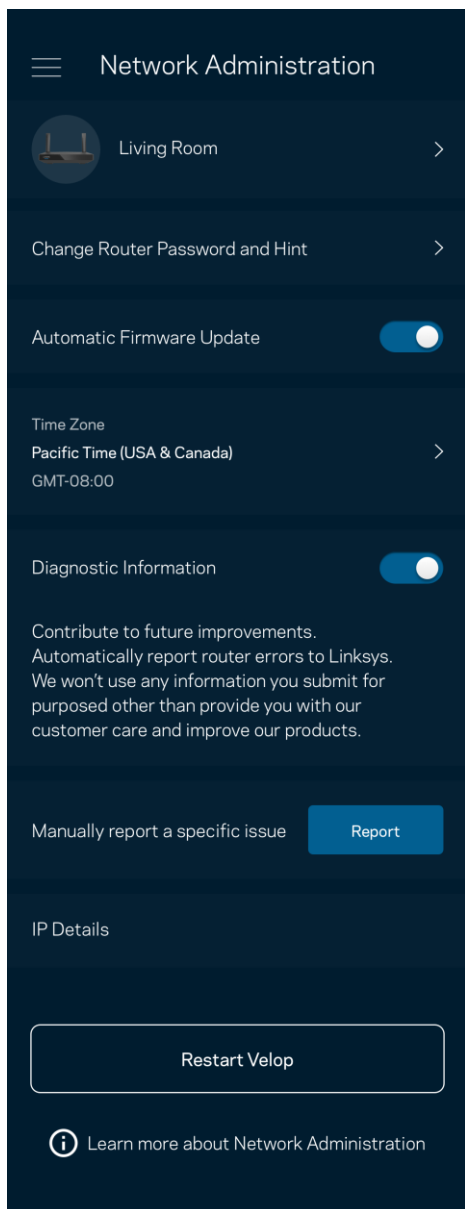 Network Administration
Living Room
Change Router Password and Hint
Automatic Firmware Update
Time Zone
Pacific Time (USA & Canada)
GMT-08:00
Diagnostic Information
Contribute to future improvements.
Automatically report router errors to Linksys.
We won't use any information you submit for
purposed other than provide you with our
customer care and improve our products.
Manually report a specific issue
Report
IP Details
Restart Velop
Learn more about Network Administration